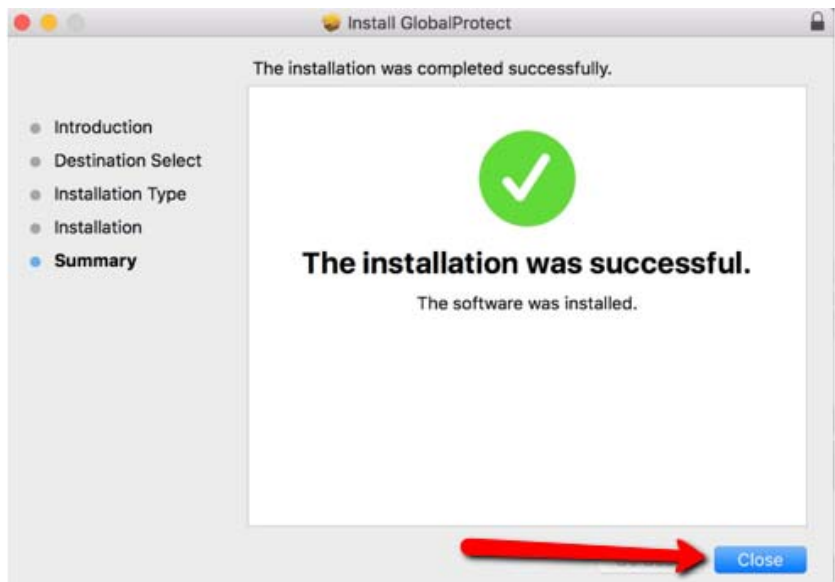 Install GlobalProtect
The installation was completed successfully.
Introduction
Destination Select
Installation Type
Installation
Summary
The installation was successful.
The software was installed.
Close